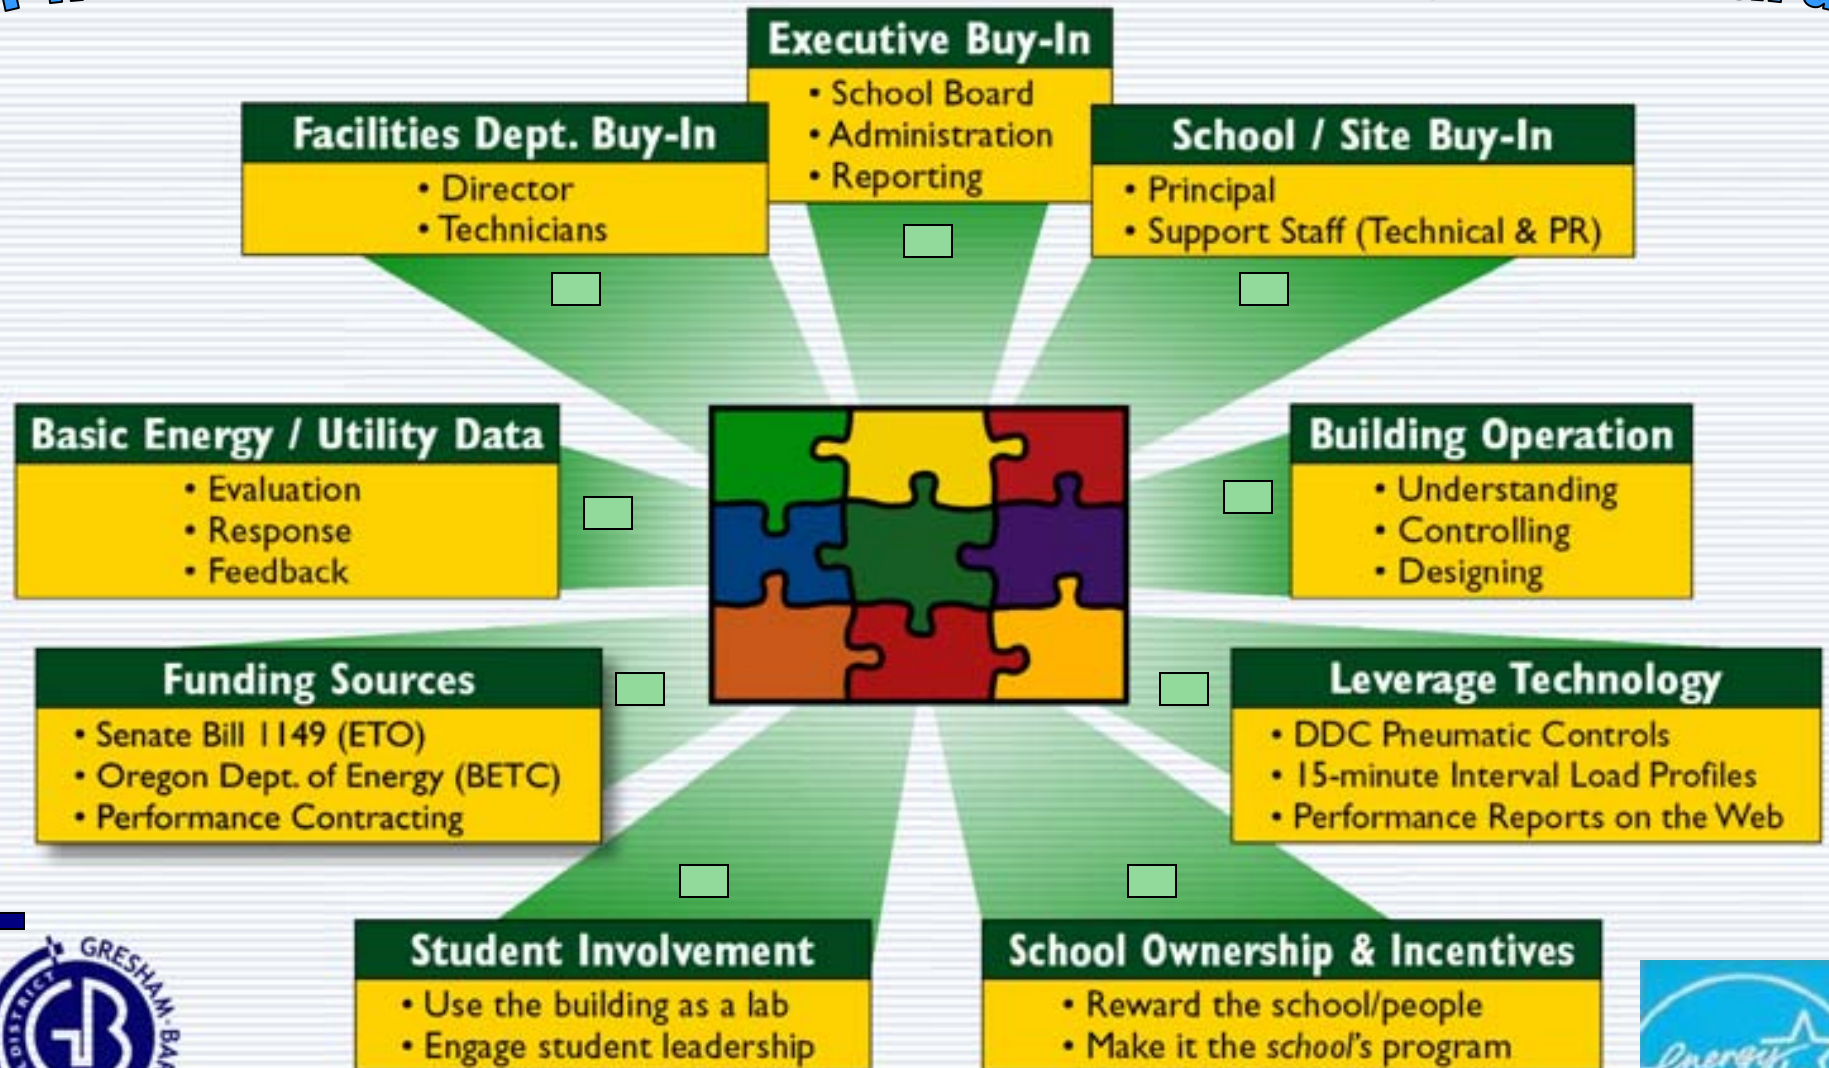 Executive Buy-In
• School Board
• Administration
• Reporting
Facilities Dept. Buy-In
• Director
• Technicians
School / Site Buy-In
• Principal
• Support Staff (Technical & PR)
Basic Energy / Utility Data
• Evaluation
• Response
• Feedback
Building Operation
• Understanding
• Controlling
• Designing
Funding Sources
• Senate Bill 1149 (ETO)
• Oregon Dept. of Energy (BETC)
• Performance Contracting
Leverage Technology
• DDC Pneumatic Controls
• 15-minute Interval Load Profiles
• Performance Reports on the Web
Student Involvement
• Use the building as a lab
• Engage student leadership
School Ownership & Incentives
• Reward the school/people
• Make it the school's program
GRESHAM-BA
DISTRICT
energy